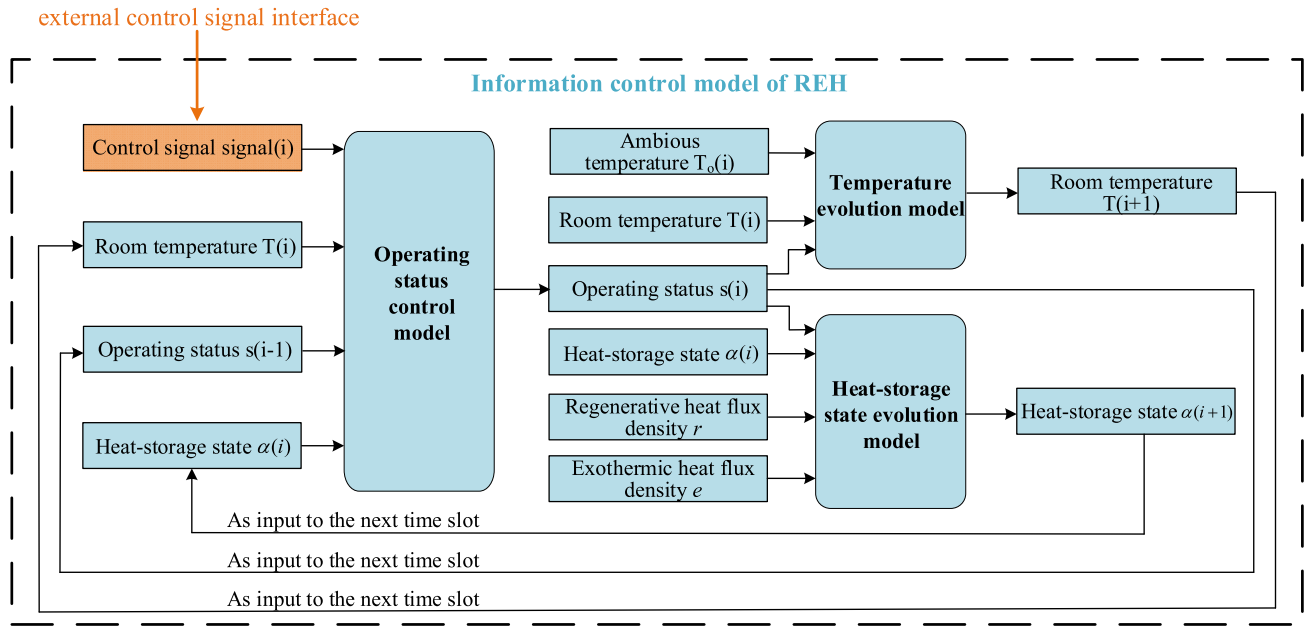 external control signal interface
Information control model of REH
Control signal signal(i)
Room temperature T(i)
Operating status s(i-1)
Heat-storage state α(i)
Operating
status
control
model
Ambious
temperature Tₒ(i)
Room temperature T(i)
Operating status s(i)
Heat-storage state α(i)
Regenerative heat flux
density r
Exothermic heat flux
density e
Temperature
evolution model
Heat-storage
state evolution
model
Room temperature
T(i+1)
Heat-storage state α(i+1)
As input to the next time slot
As input to the next time slot
As input to the next time slot